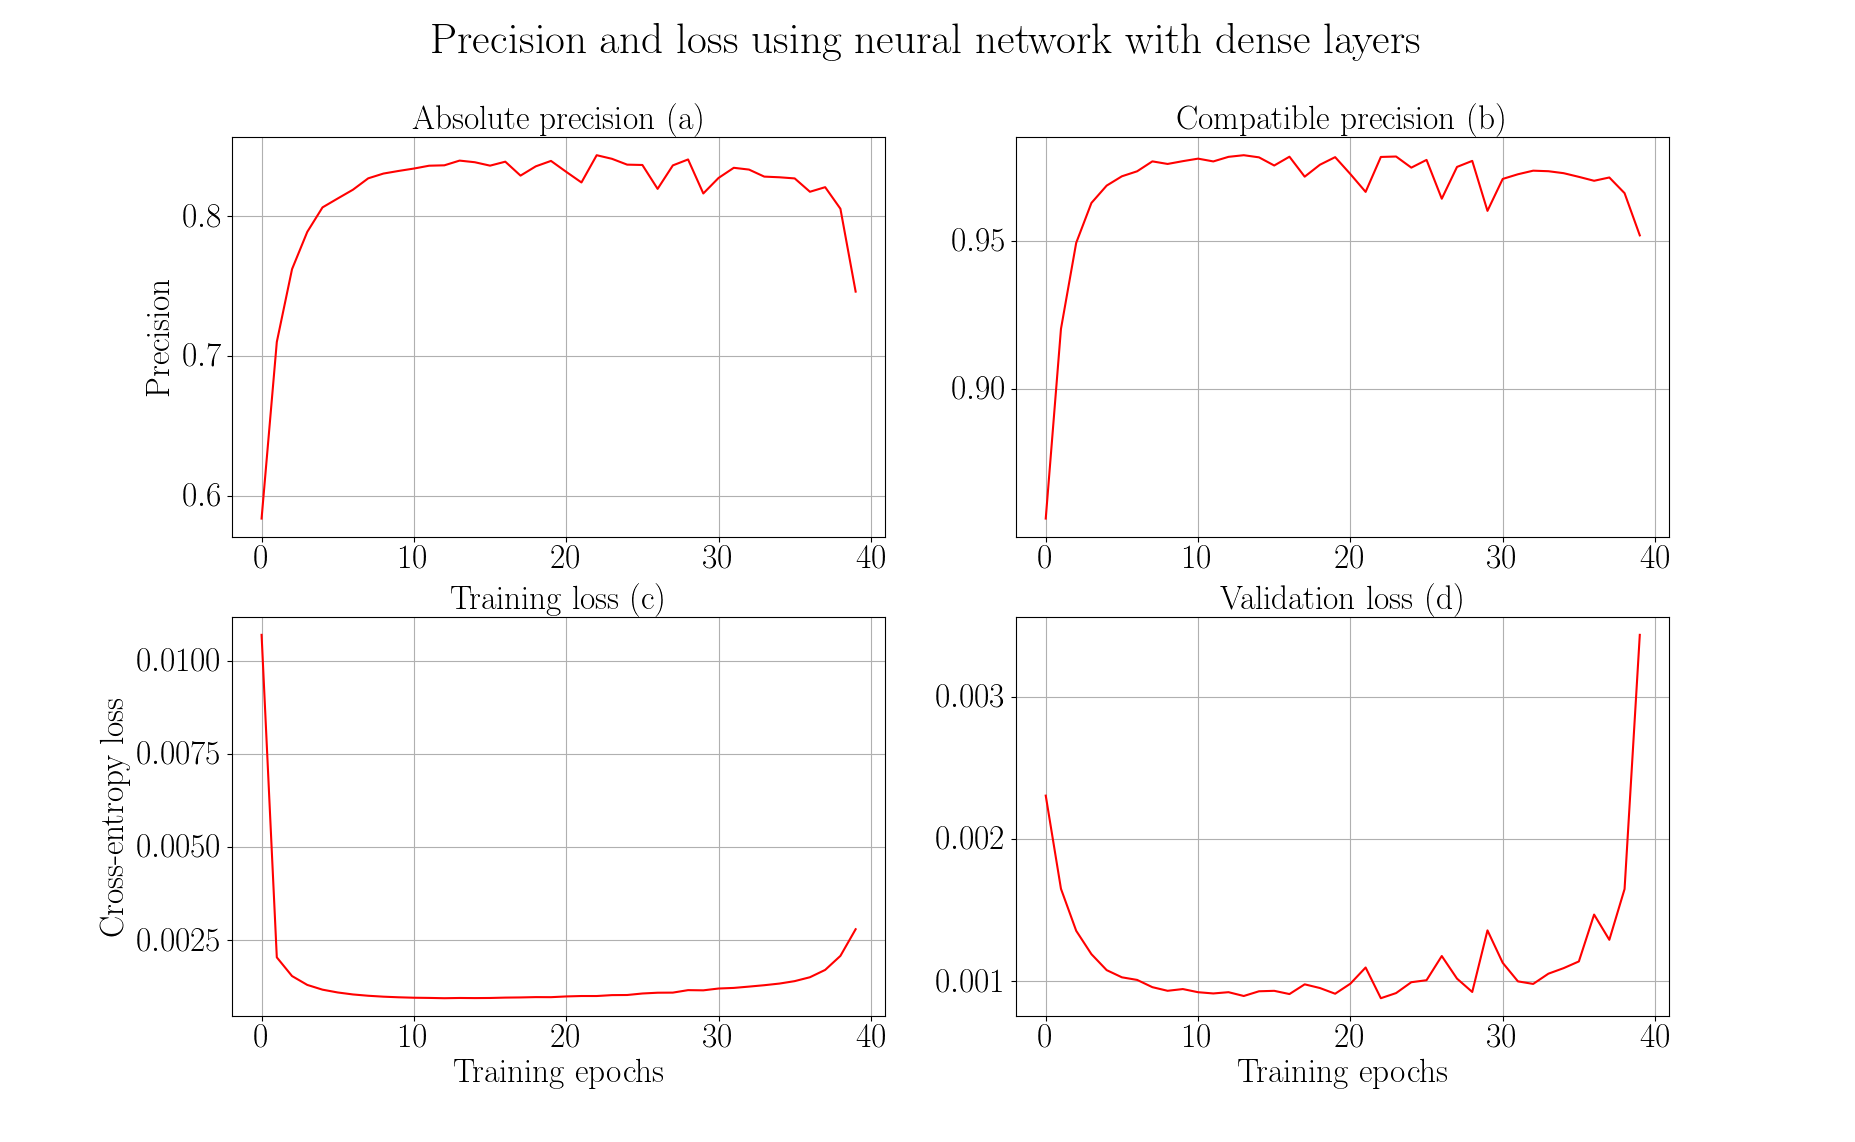 Precision and loss using neural network with dense layers
Absolute precision (a)
Precision
0.8
0.7
0.6
0 10 20 30 40
Compatible precision (b)
0.95
0.90
0 10 20 30 40
Training loss (c)
Cross-entropy loss
0.0100
0.0075
0.0050
0.0025
0 10 20 30 40
Training epochs
Validation loss (d)
0.003
0.002
0.001
0 10 20 30 40
Training epochs